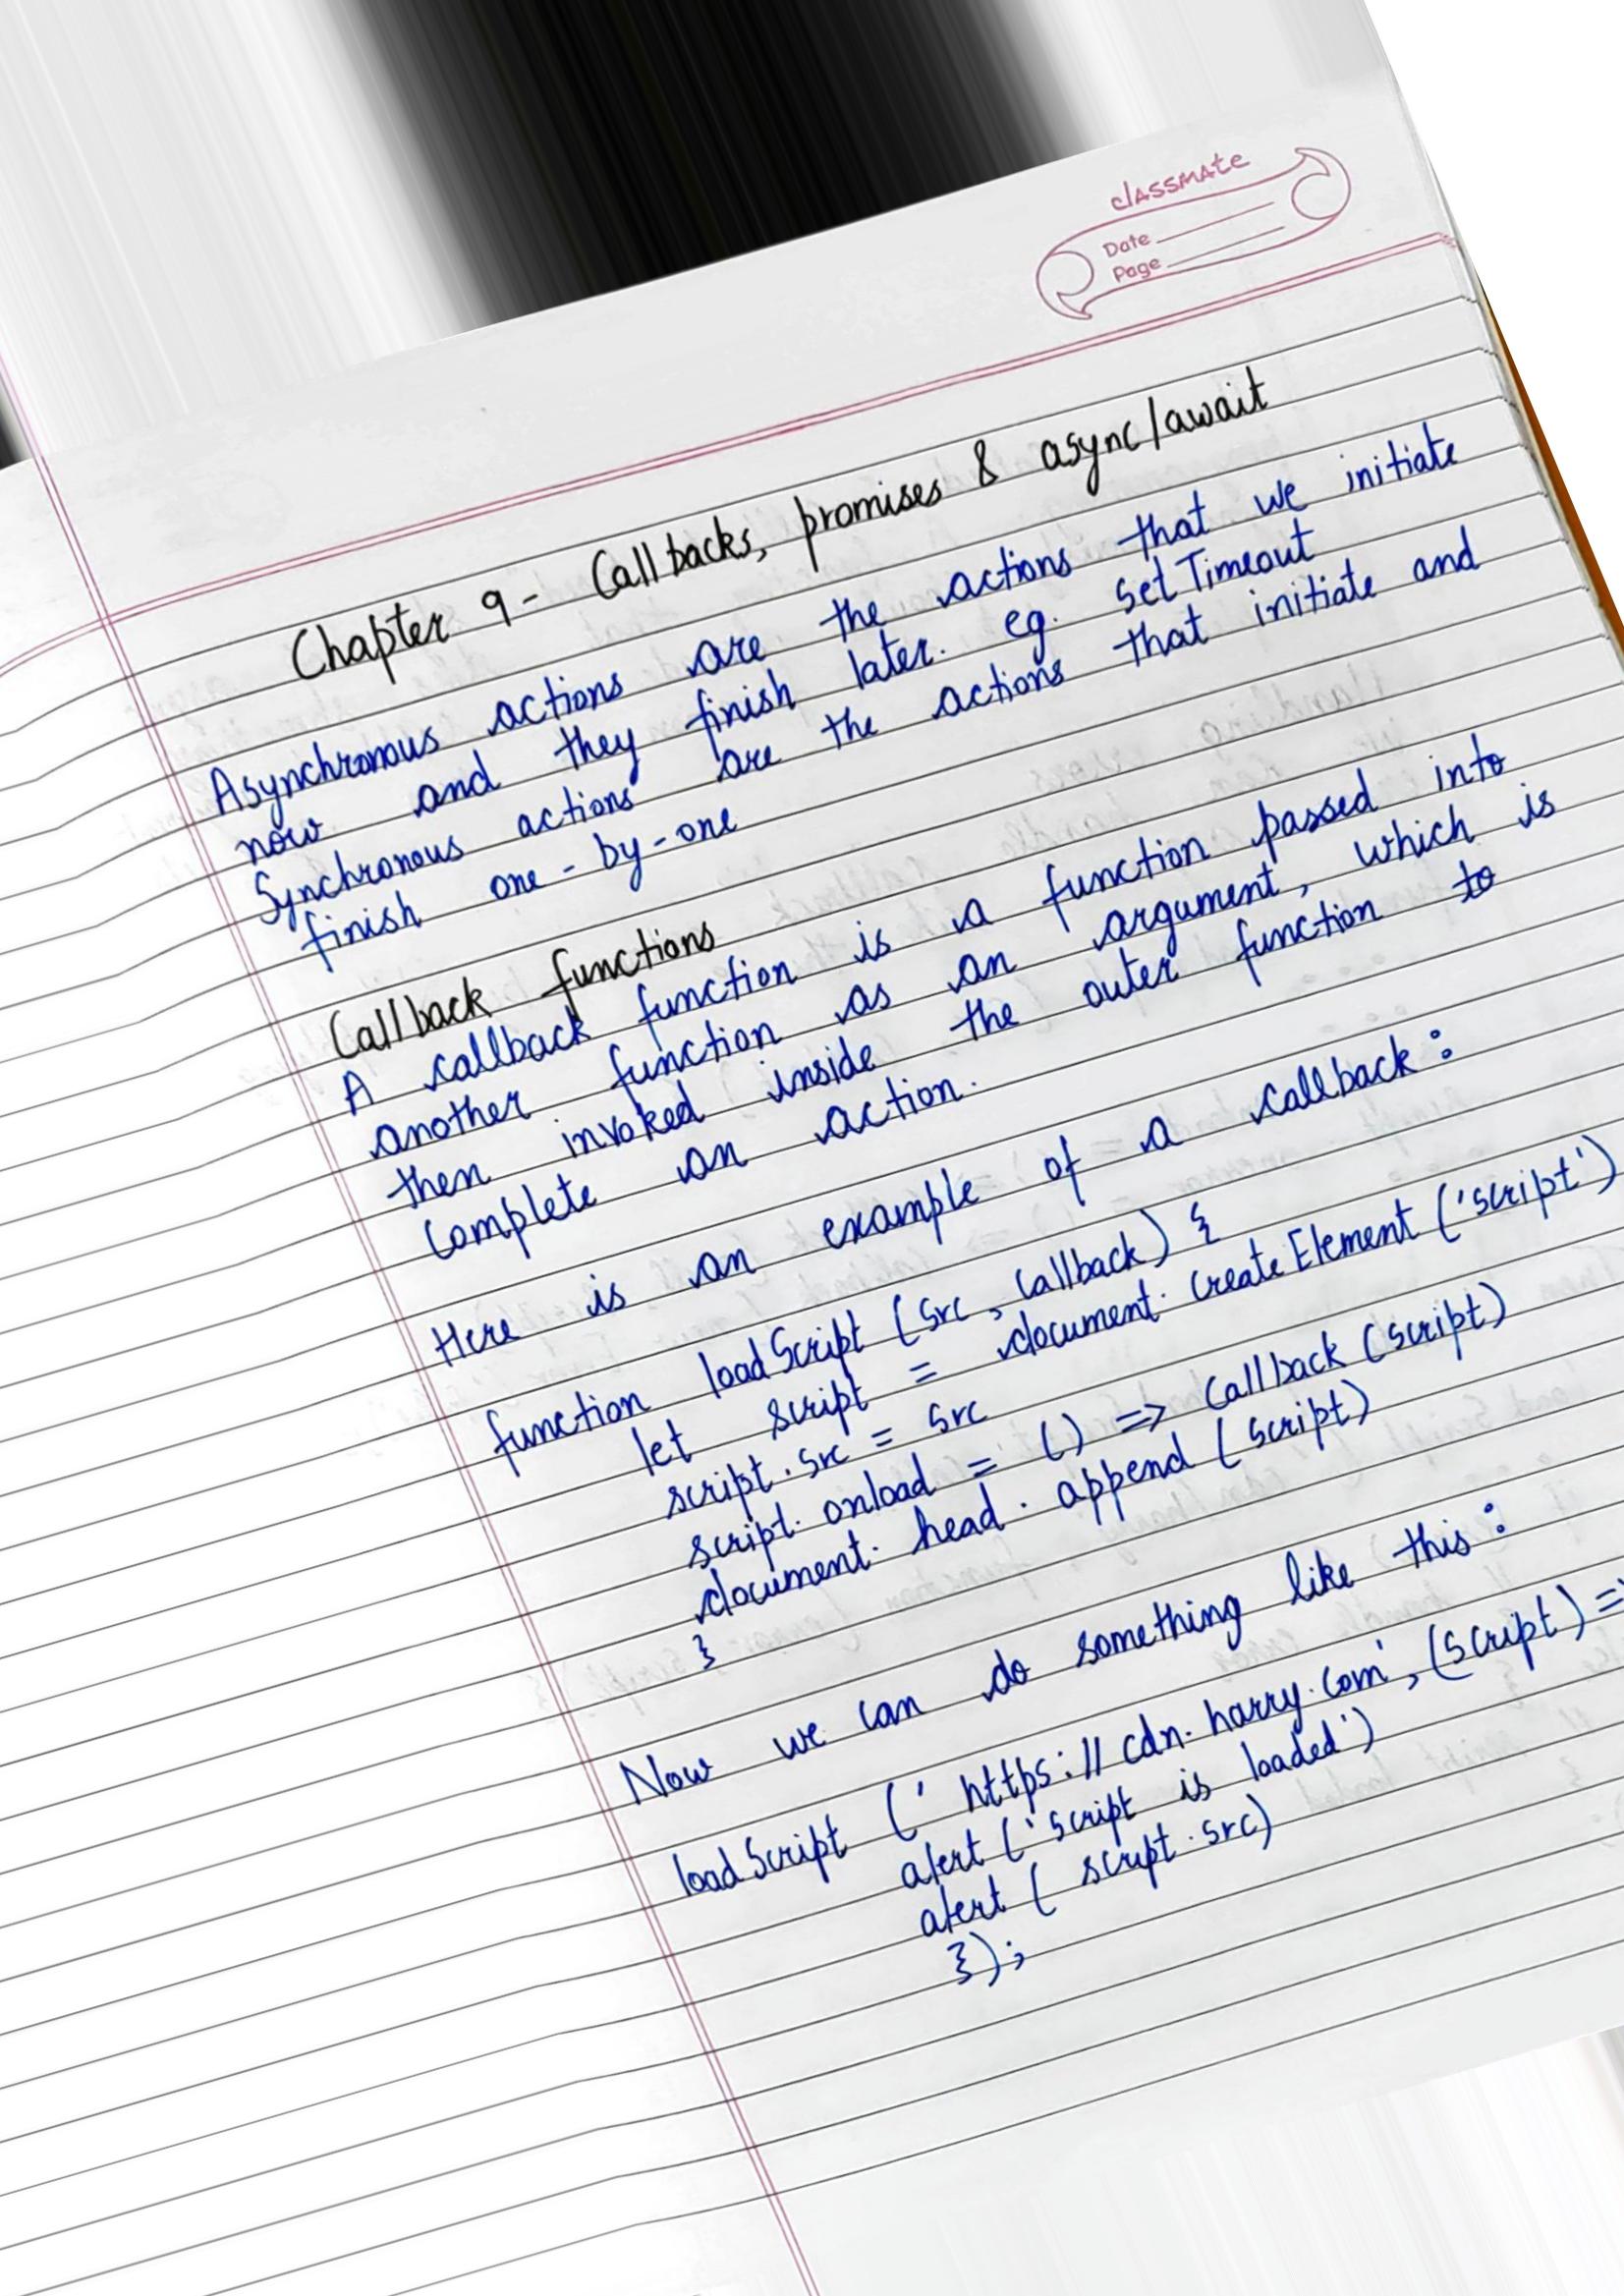 classmate
Date
Page
Chapter 9 - Callbacks, promises & async/await
Asynchronous actions are the actions that we initiate
now and they finish later. eg. setTimeout
Synchronous actions are the actions that initiate and
finish one-by-one
Callback functions
A callback function is a function passed into
another function as an argument, which is
then invoked inside the outer function to
complete an action.
Here is an example of a callback:
function loadScript (src, callback) {
let script = document.createElement('script')
script.src = src
script.onload = () => callback(script)
document.head.append(script)
}
Now we can do something like this:
loadScript ('https://cdn.harry.com', (script) =>
alert('script is loaded')
alert( script.src)
});